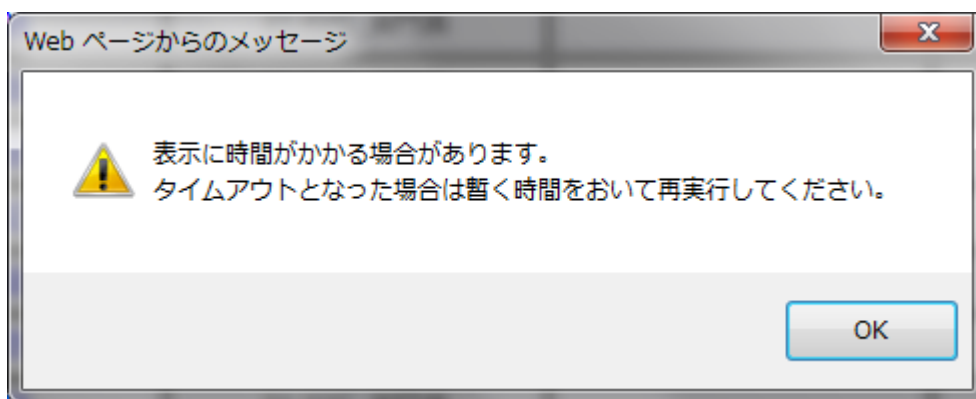 Web ページからのメッセージ
表示に時間がかかる場合があります。
タイムアウトとなった場合は暫く時間をおいて再実行してください。
OK